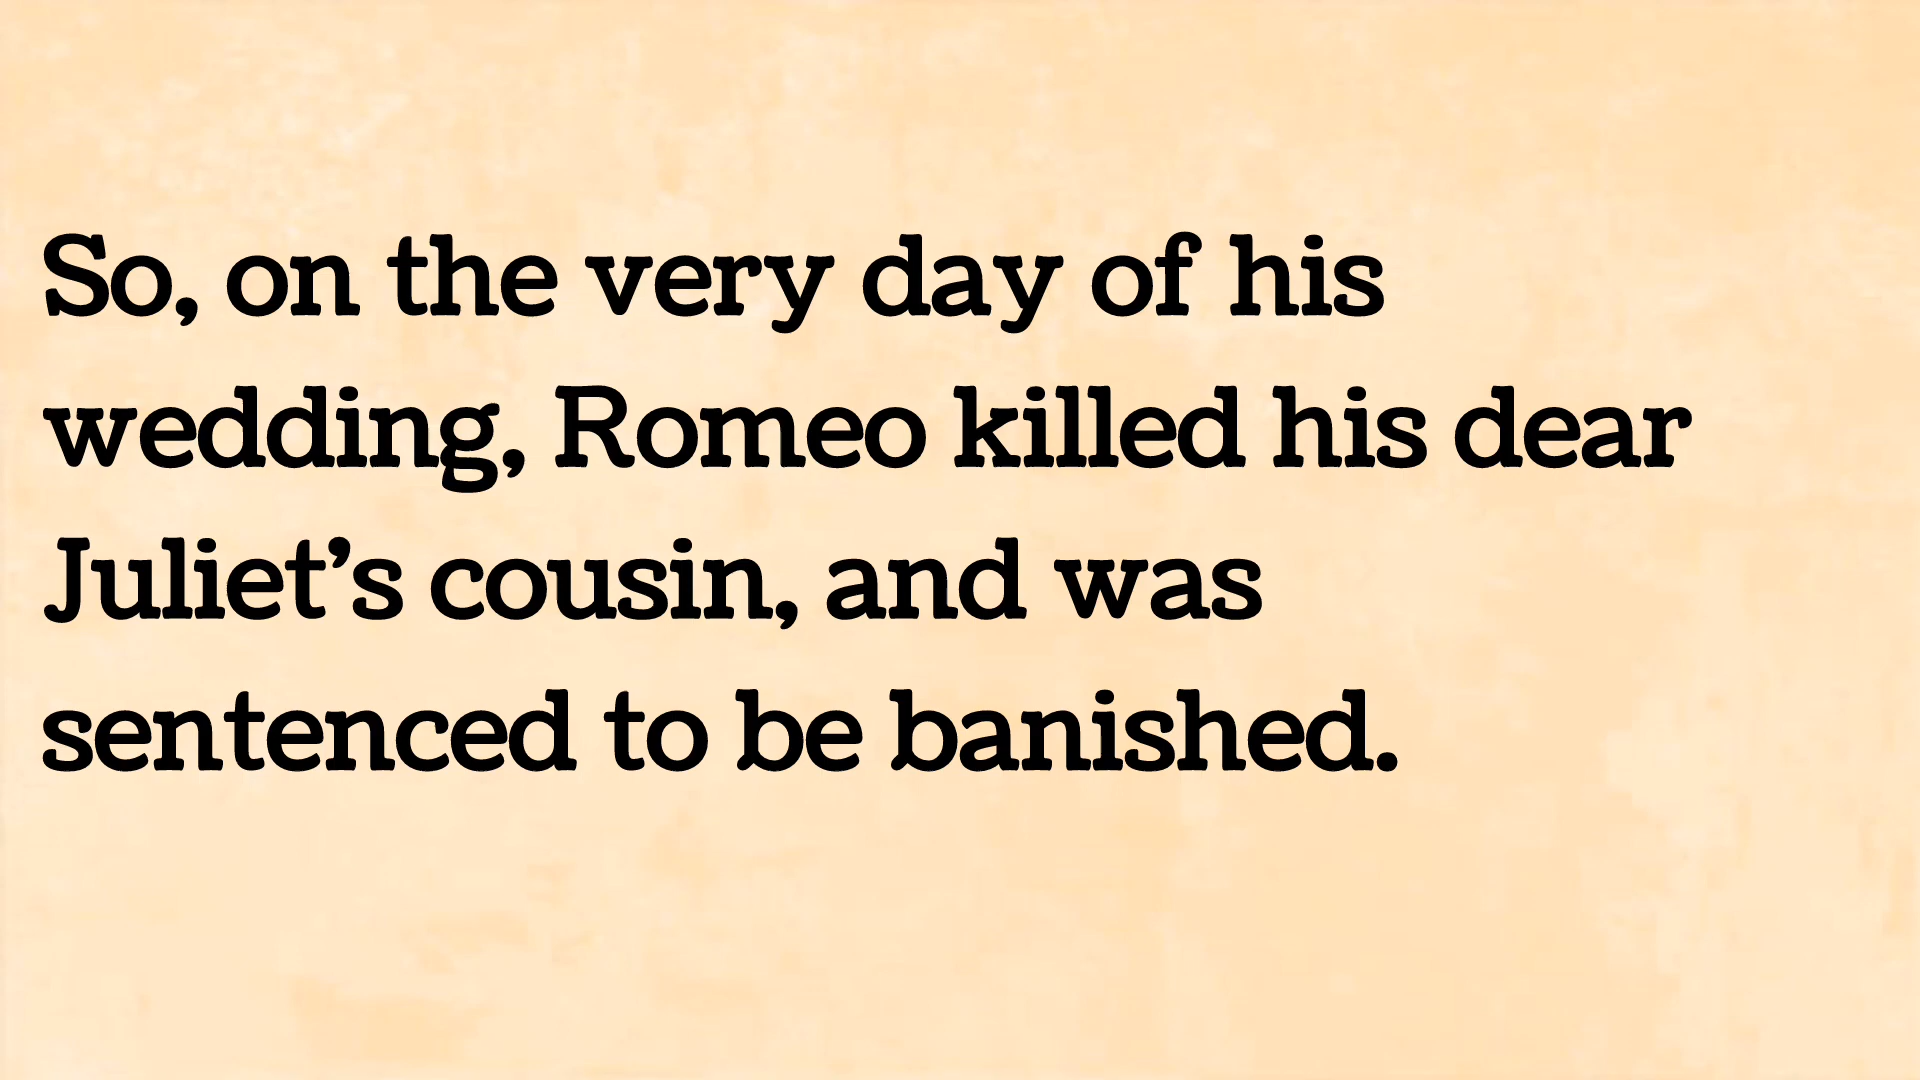 So, on the very day of his
wedding, Romeo killed his dear
Juliet’s cousin, and was
sentenced to be banished.